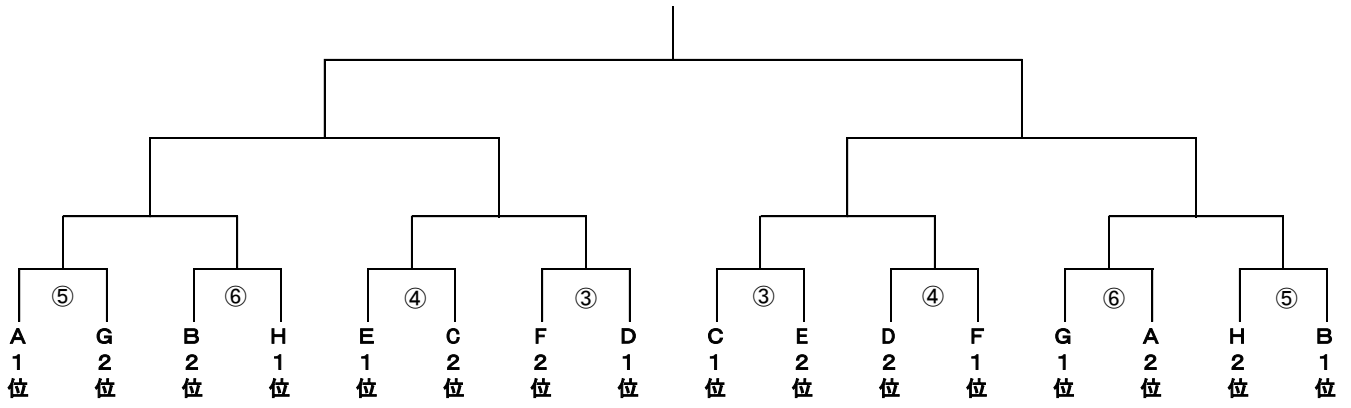 ⑤ ⑥ ④ ③ ③ ④ ⑥ ⑤
A G B H E C F D C E D F G A H B
1 2 2 1 1 2 2 1 1 2 2 1 1 2 2 1
位 位 位 位 位 位 位 位 位 位 位 位 位 位 位 位